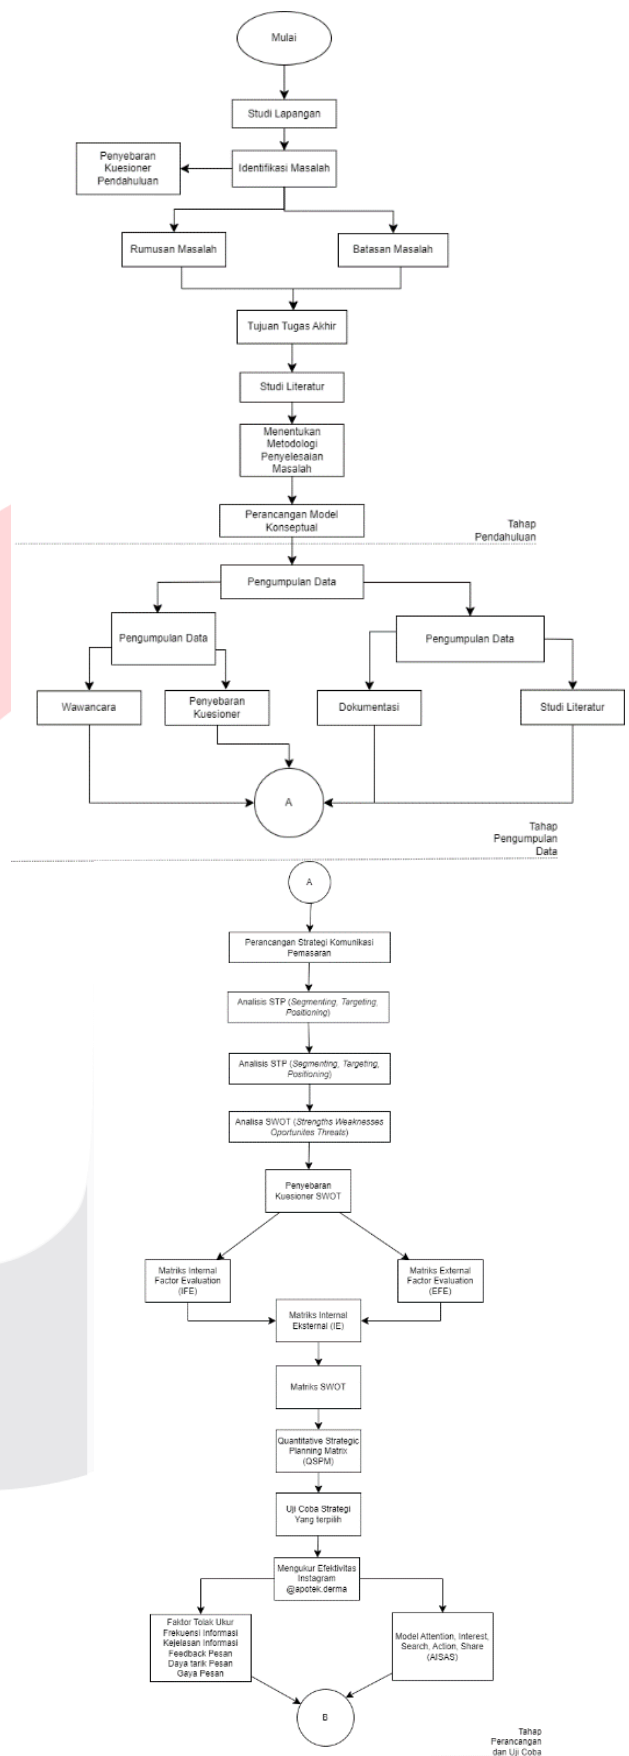 Mulai
Studi Lapangan
Penyebaran
Kuesioner
Pendahuluan
Identifikasi Masalah
Rumusan Masalah
Batasan Masalah
Tujuan Tugas Akhir
Studi Literatur
Menentukan
Metodologi
Penyelesaian
Masalah
Perancangan Model
Konseptual
Tahap
Pendahuluan
Pengumpulan Data
Pengumpulan Data
Pengumpulan Data
Wawancara
Penyebaran
Kuesioner
Dokumentasi
Studi Literatur
A
Tahap
Pengumpulan
Data
A
Perancangan Strategi Komunikasi
Pemasaran
Analisis STP (Segmenting, Targeting,
Positioning)
Analisis STP (Segmenting, Targeting,
Positioning)
Analisa SWOT (Strengths Weaknesses
Oportunites Threats)
Penyebaran
Kuesioner SWOT
Matriks Internal
Factor Evaluation
(IFE)
Matriks External
Factor Evaluation
(EFE)
Matriks Internal
Eksternal (IE)
Matriks SWOT
Quantitative Strategic
Planning Matrix
(QSPM)
Uji Coba Strategi
Yang terpilih
Mengukur Efektivitas
Instagram
@apotek.derma
Faktor Tolak Ukur
Frekuensi Informasi
Kejelasan Informasi
Feedback Pesan
Daya tarik Pesan
Gaya Pesan
Model Attention, Interest,
Search, Action, Share
(AISAS)
B
Tahap
Perancangan
dan Uji Coba